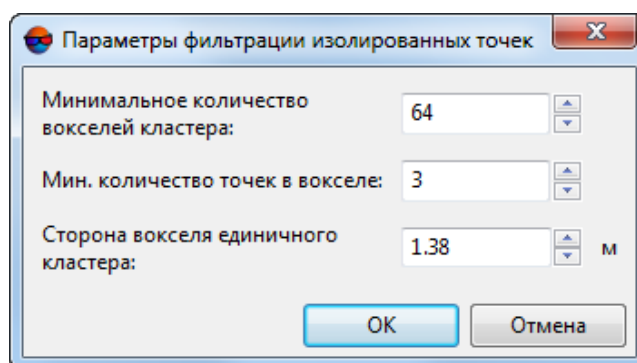 Параметры фильтрации изолированных точек
Минимальное количество
вокселей кластера:
64
Мин. количество точек в вокселе:
3
Сторона вокселя единичного
кластера:
1.38
м
ОК
Отмена